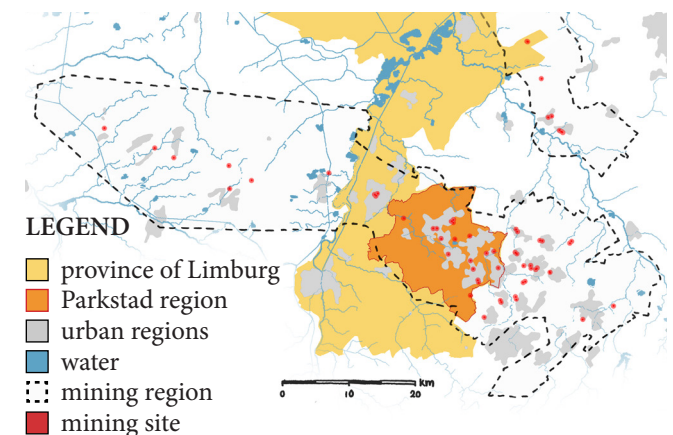 LEGEND
province of Limburg
Parkstad region
urban regions
water
mining region
mining site
km
0 10 20